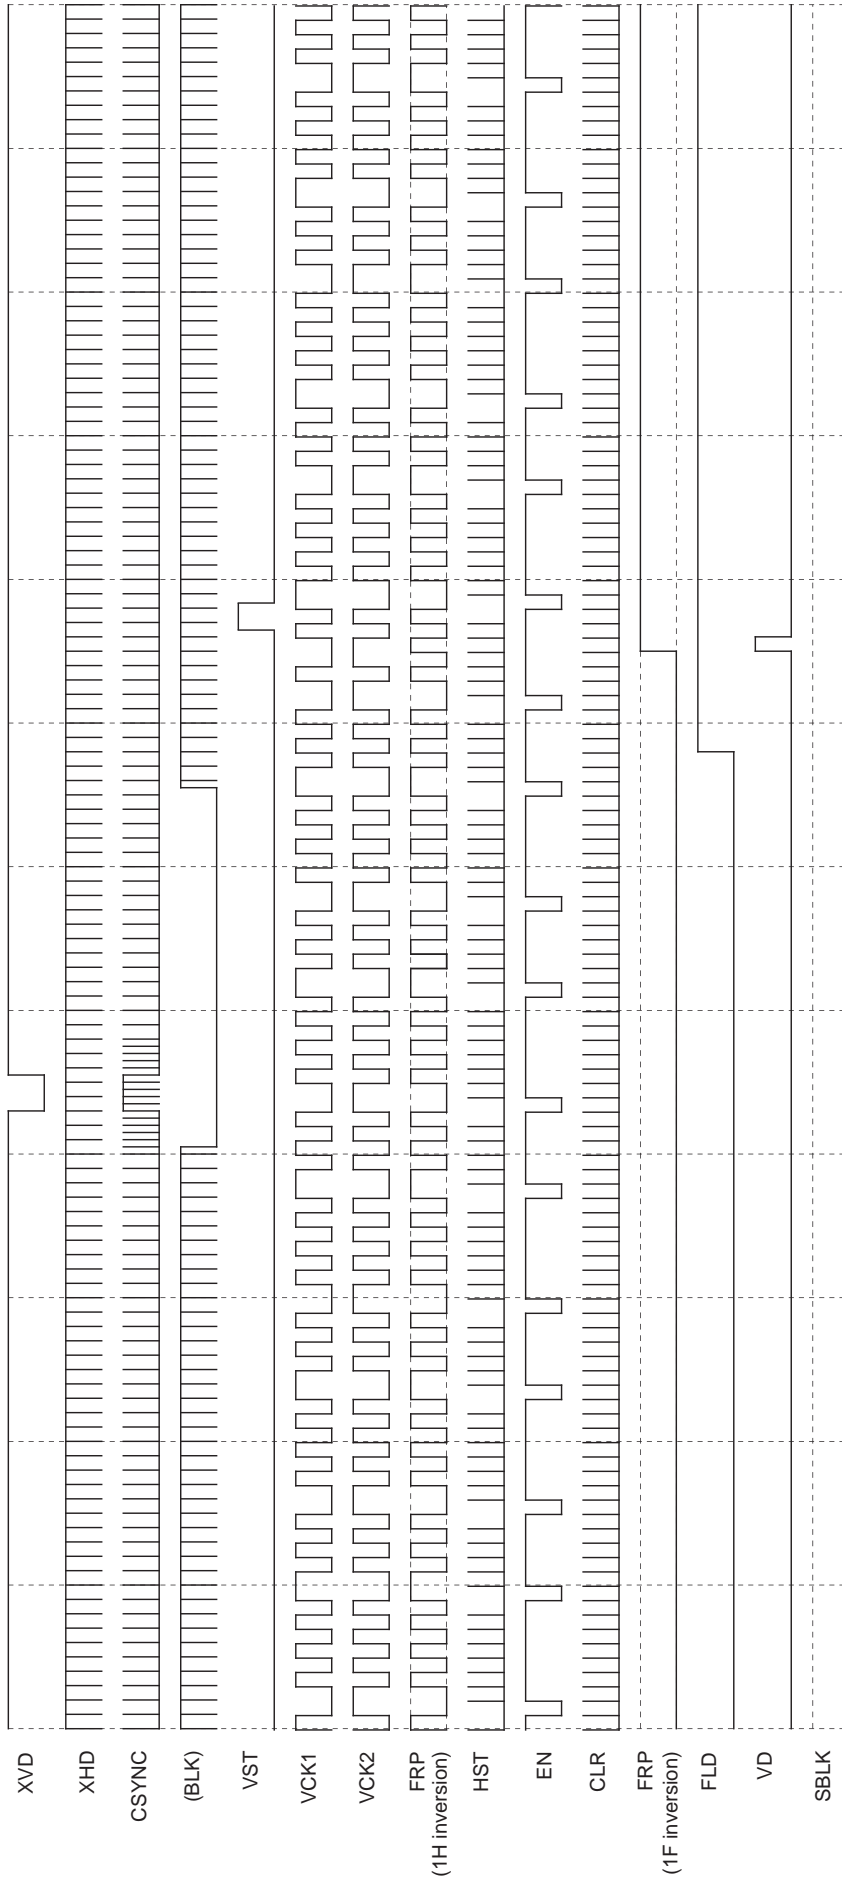 XVD
XHD
CSYNC
(BLK)
VST
VCK1
VCK2
FRP
(1H inversion)
HST
EN
CLR
FRP
(1F inversion)
FLD
VD
SBLK